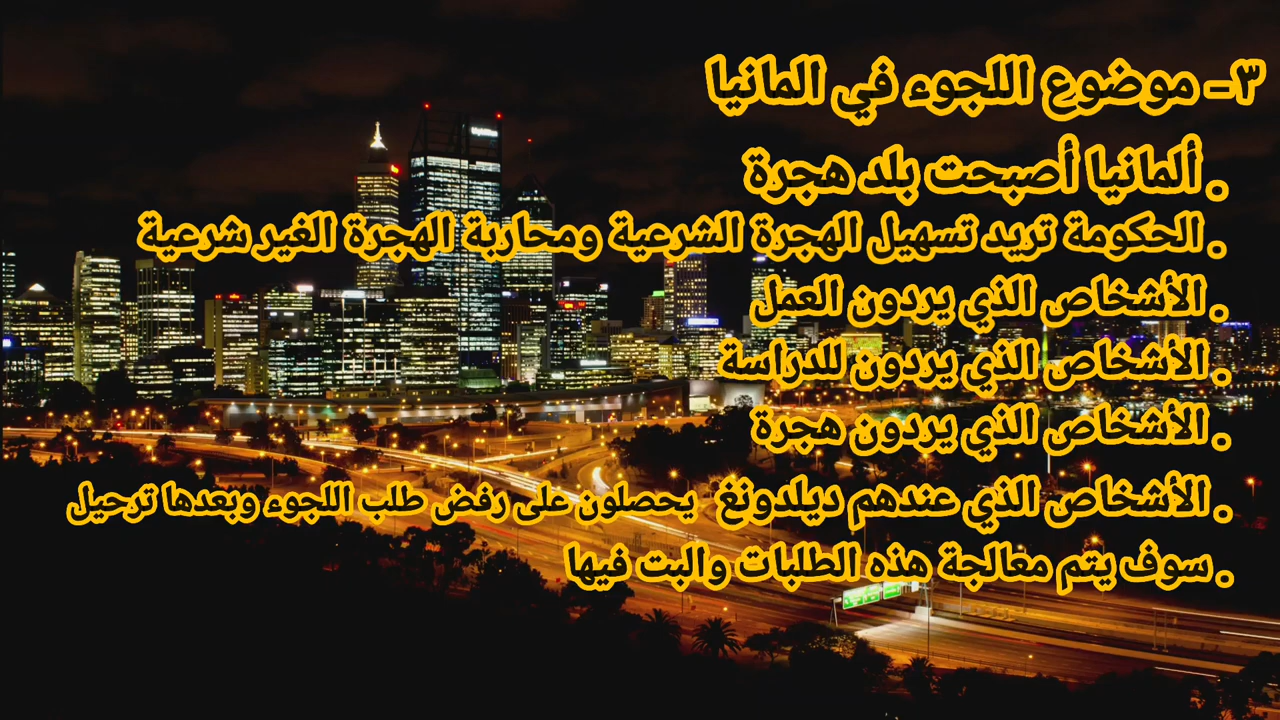 ٣- موضوع اللجوء في المانيا
. ألمانيا أصبحت بلد هجرة
. الحكومة تريد تسهيل الهجرة الشرعية ومحاربة الهجرة الغير شرعية
. الأشخاص الذي يردون العمل
. الأشخاص الذي يردون للدراسة
. الأشخاص الذي يردون هجرة
. الأشخاص الذي عندهم ديلدونغ يحصلون على رفض طلب اللجوء وبعدها ترحيل
. سوف يتم معالجة هذه الطلبات والبت فيها